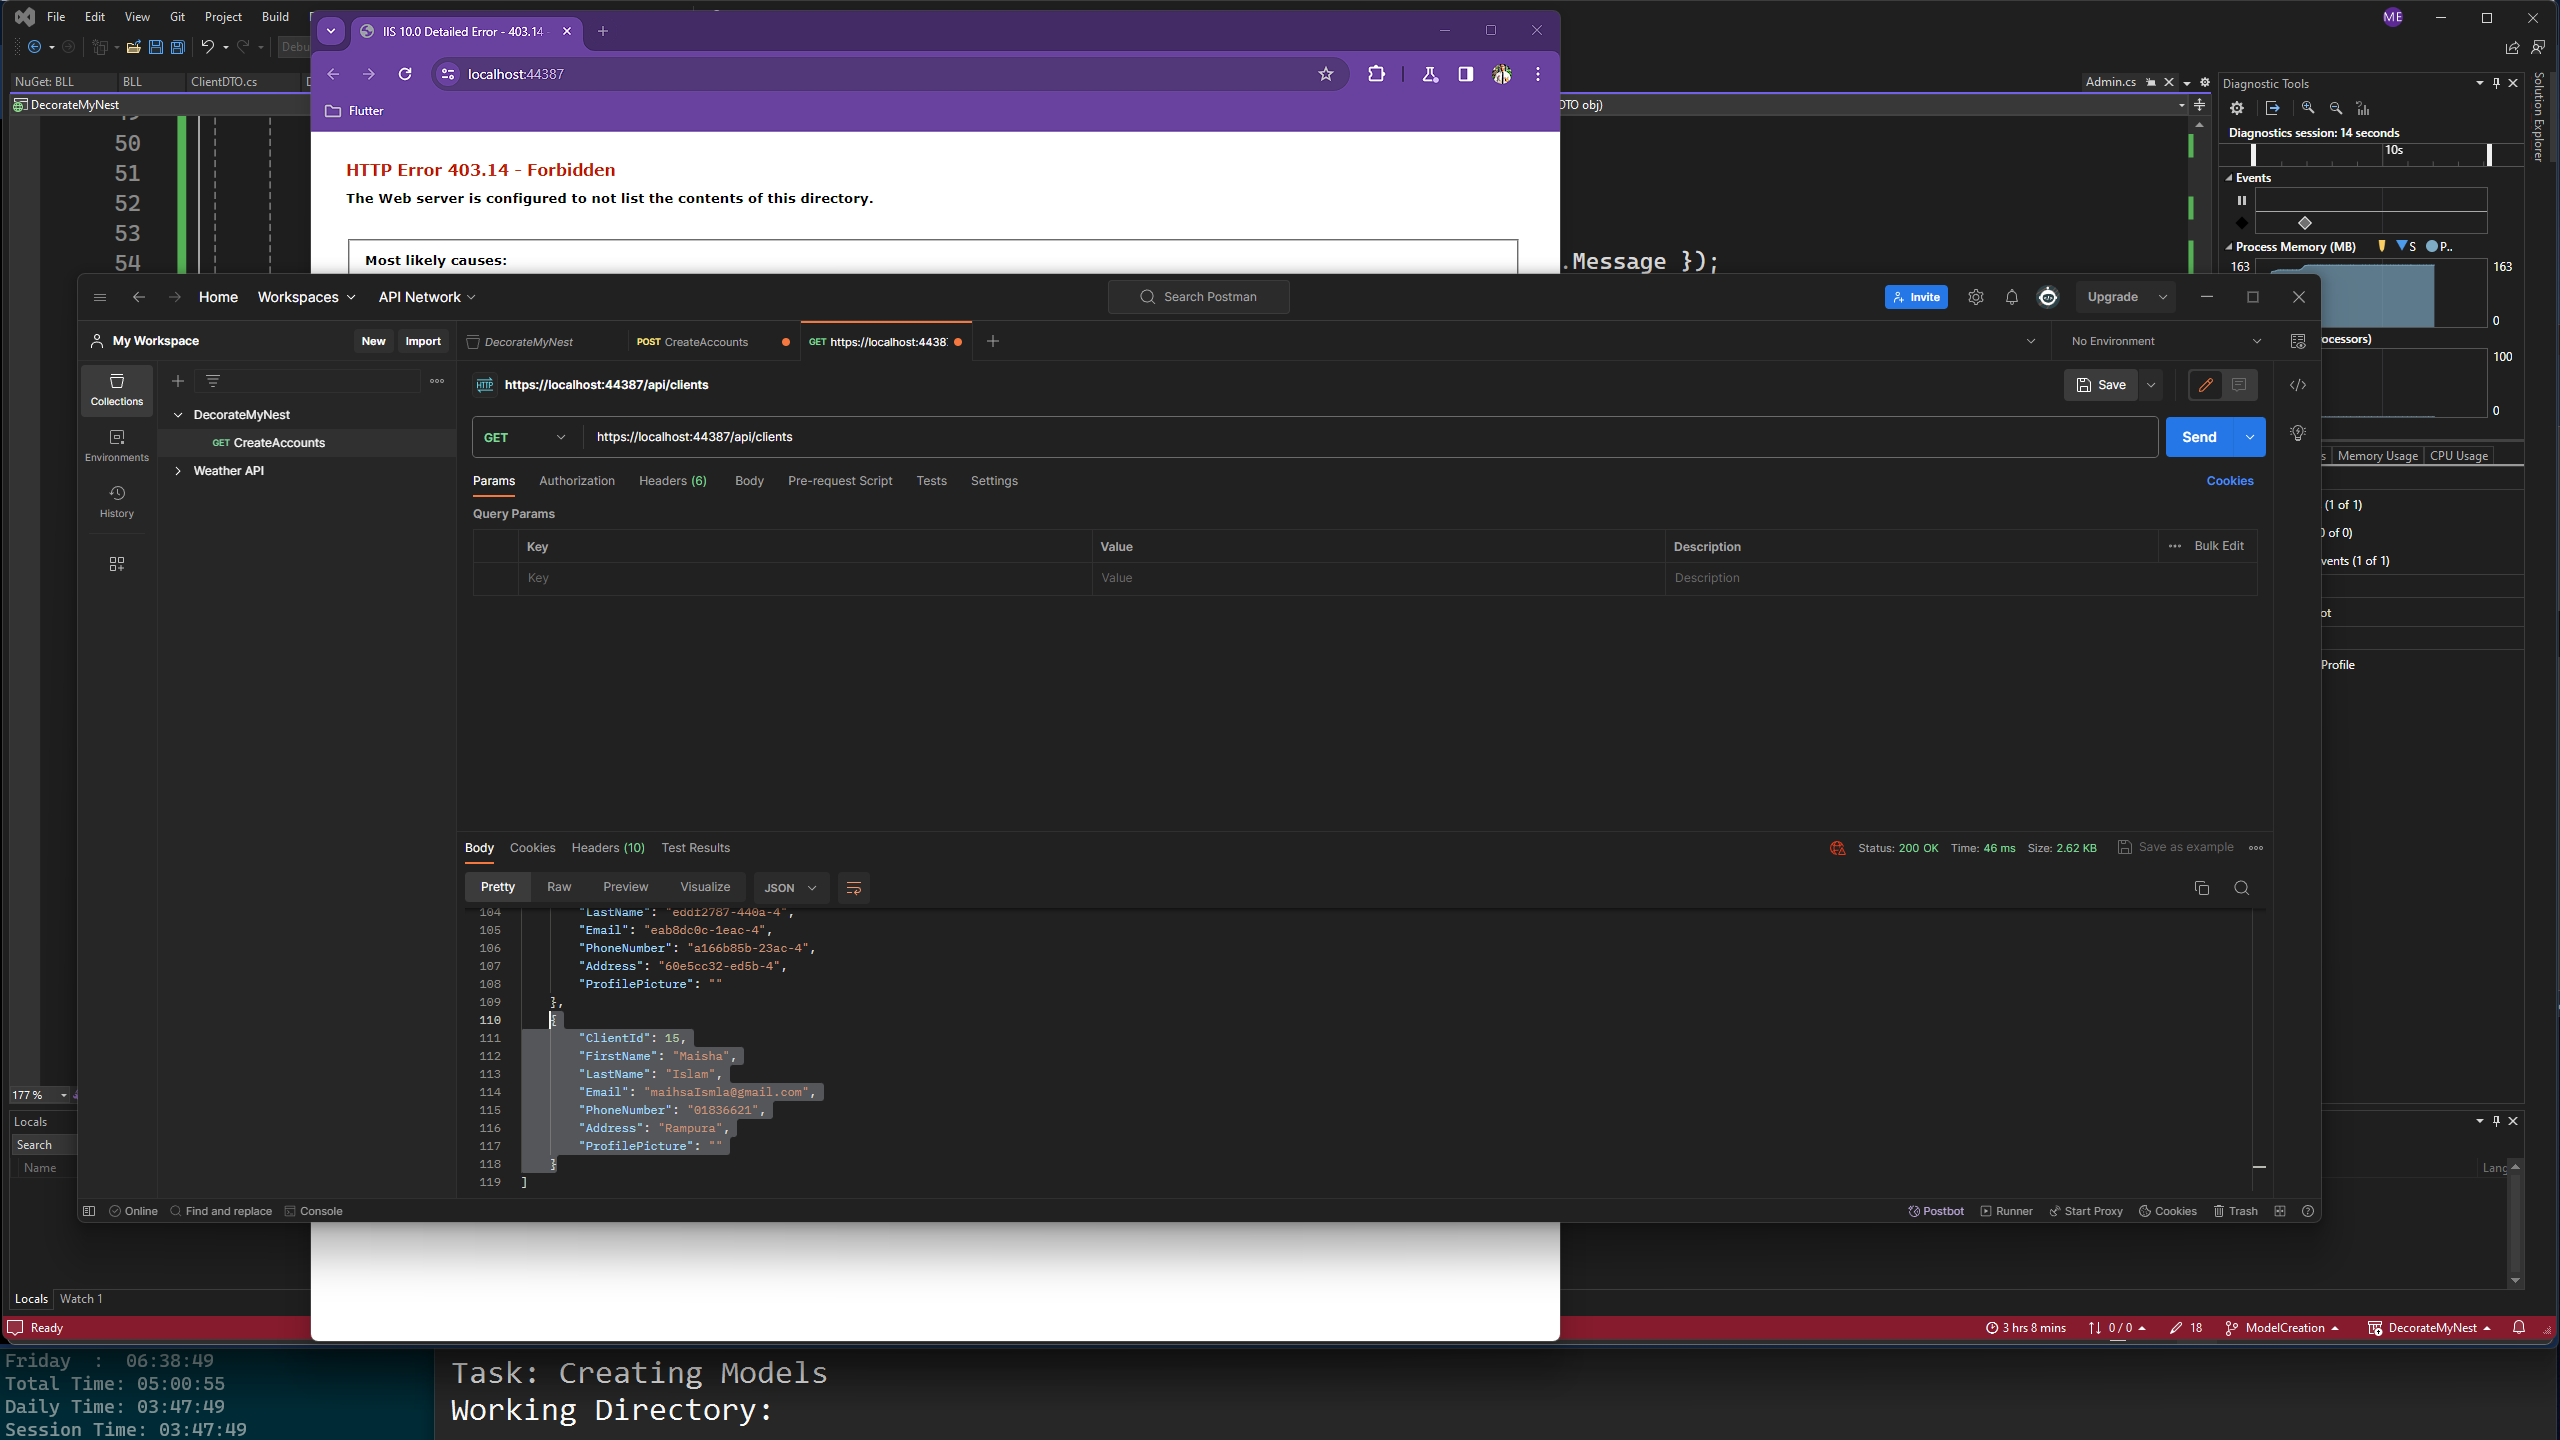 File Edit View Git Project Build
ME
IIS 10.0 Detailed Error - 403.14 -
Debu
localhost:44387
NuGet: BLL BLL ClientDTO.cs
Admin.cs
Diagnostic Tools
Flutter
DecorateMyNest
DTO obj)
Solution Explorer
Diagnostics session: 14 seconds
10s
50
51
52
53
54
HTTP Error 403.14 - Forbidden
The Web server is configured to not list the contents of this directory.
Most likely causes:
.Message });
Events
Process Memory (MB) S P..
163 163
0
ocessors)
100
0
Memory Usage CPU Usage
(1 of 1)
0 of 0)
vents (1 of 1)
ot
Profile
Home Workspaces API Network
Search Postman
Invite
Upgrade
My Workspace New Import
DecorateMyNest
POST CreateAccounts
GET https://localhost:4438
No Environment
Collections
Environments
History
DecorateMyNest
GET CreateAccounts
Weather API
HTTP https://localhost:44387/api/clients
Save
GET https://localhost:44387/api/clients
Send
Params Authorization Headers (6) Body Pre-request Script Tests Settings
Cookies
Query Params
Key Value Description Bulk Edit
Key Value Description
Body Cookies Headers (10) Test Results
Status: 200 OK Time: 46 ms Size: 2.62 KB Save as example
Pretty Raw Preview Visualize JSON
104 "LastName": "eddf2787-440a-4",
105 "Email": "eab8dc0c-1eac-4",
106 "PhoneNumber": "a166b85b-23ac-4",
107 "Address": "60e5cc32-ed5b-4",
108 "ProfilePicture": ""
109 },
110 {
111 "ClientId": 15,
112 "FirstName": "Maisha",
113 "LastName": "Islam",
114 "Email": "maihsaIsmla@gmail.com",
115 "PhoneNumber": "01836621",
116 "Address": "Rampura",
117 "ProfilePicture": ""
118 }
119 ]
177 %
Locals
Search
Name
Lang
Online Find and replace Console
Postbot Runner Start Proxy Cookies Trash
Locals Watch 1
Ready
3 hrs 8 mins 0 / 0 18 ModelCreation DecorateMyNest
Friday : 06:38:49
Total Time: 05:00:55
Daily Time: 03:47:49
Session Time: 03:47:49
Task: Creating Models
Working Directory: